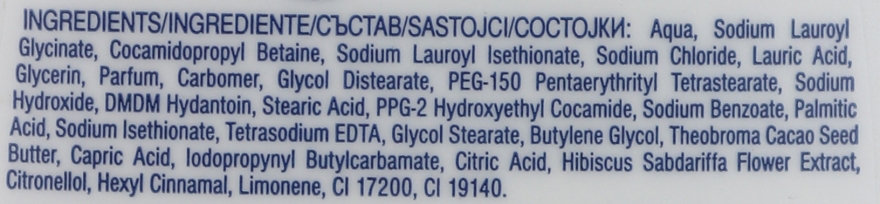 INGREDIENTS/INGREDIENTE/СЪСТАВ/SASTOJCI/СОСТОЈКИ: Aqua, Sodium Lauroyl
Glycinate, Cocamidopropyl Betaine, Sodium Lauroyl Isethionate, Sodium Chloride, Lauric Acid,
Glycerin, Parfum, Carbomer, Glycol Distearate, PEG-150 Pentaerythrityl Tetrastearate, Sodium
Hydroxide, DMDM Hydantoin, Stearic Acid, PPG-2 Hydroxyethyl Cocamide, Sodium Benzoate, Palmitic
Acid, Sodium Isethionate, Tetrasodium EDTA, Glycol Stearate, Butylene Glycol, Theobroma Cacao Seed
Butter, Capric Acid, Iodopropynyl Butylcarbamate, Citric Acid, Hibiscus Sabdariffa Flower Extract,
Citronellol, Hexyl Cinnamal, Limonene, CI 17200, CI 19140.